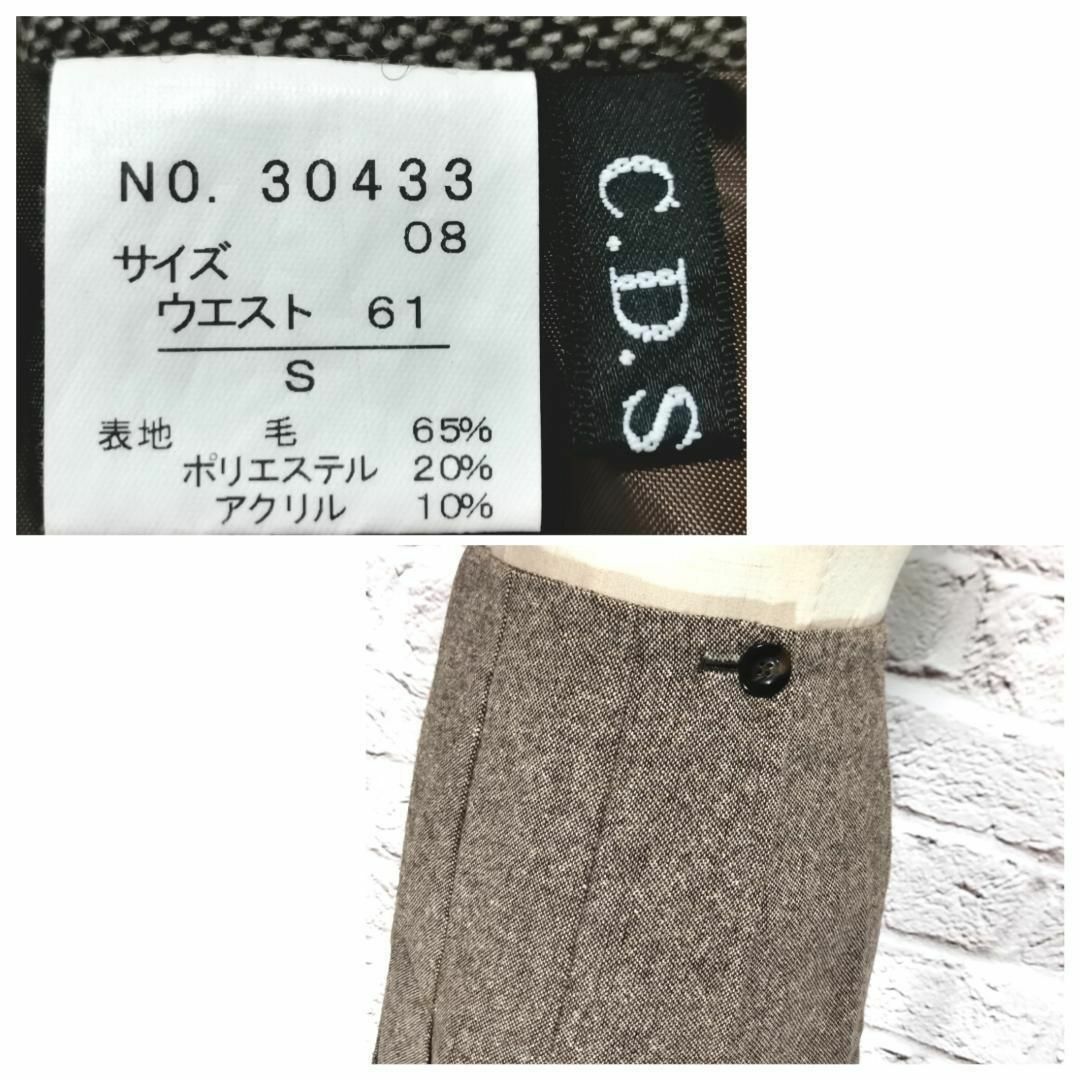 NO. 30433
08
サイズ
ウエスト 61
S
表地 毛 65%
ポリエステル 20%
アクリル 10%
C.D.S